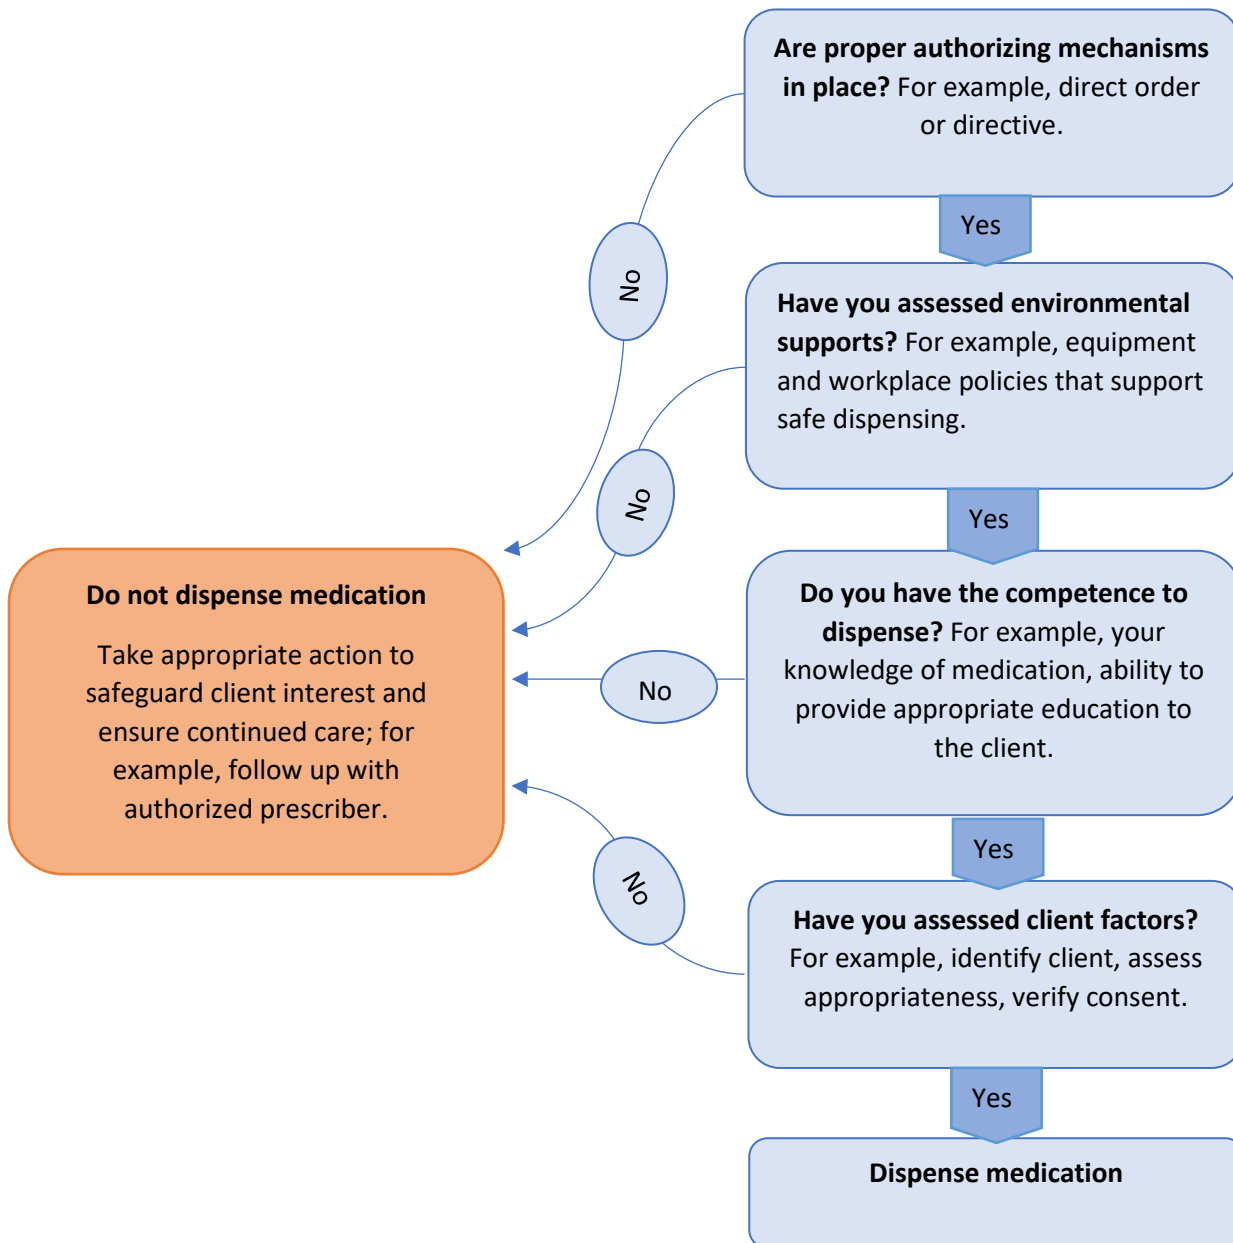 Are proper authorizing mechanisms
in place? For example, direct order
or directive.
Yes
No
Have you assessed environmental
supports? For example, equipment
and workplace policies that support
safe dispensing.
Yes
No
Do you have the competence to
dispense? For example, your
knowledge of medication, ability to
provide appropriate education to
the client.
Yes
No
Have you assessed client factors?
For example, identify client, assess
appropriateness, verify consent.
Yes
No
Dispense medication
Do not dispense medication
Take appropriate action to
safeguard client interest and
ensure continued care; for
example, follow up with
authorized prescriber.